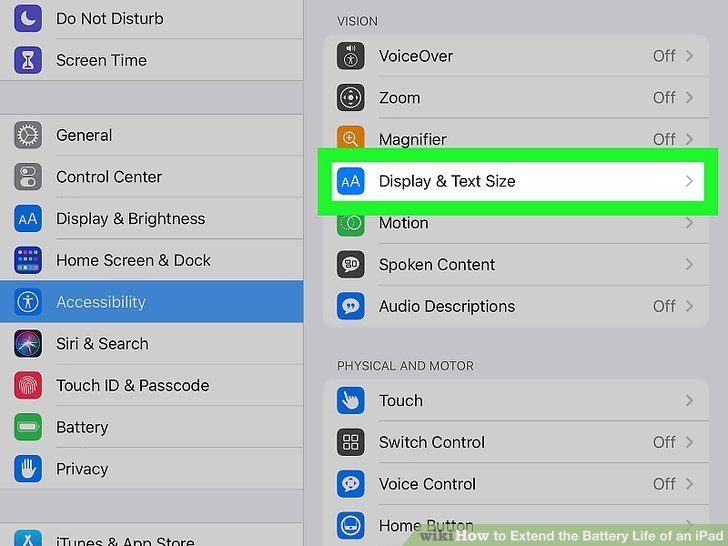 Do Not Disturb
Screen Time
General
Control Center
AA Display & Brightness
Home Screen & Dock
Accessibility
Siri & Search
Touch ID & Passcode
Battery
Privacy
iTunes & App Store
VISION
VoiceOver Off
Zoom Off
Magnifier Off
AA Display & Text Size
Motion
Spoken Content
Audio Descriptions Off
PHYSICAL AND MOTOR
Touch
Switch Control Off
Voice Control Off
Home Button
wikiHow to Extend the Battery Life of an iPad